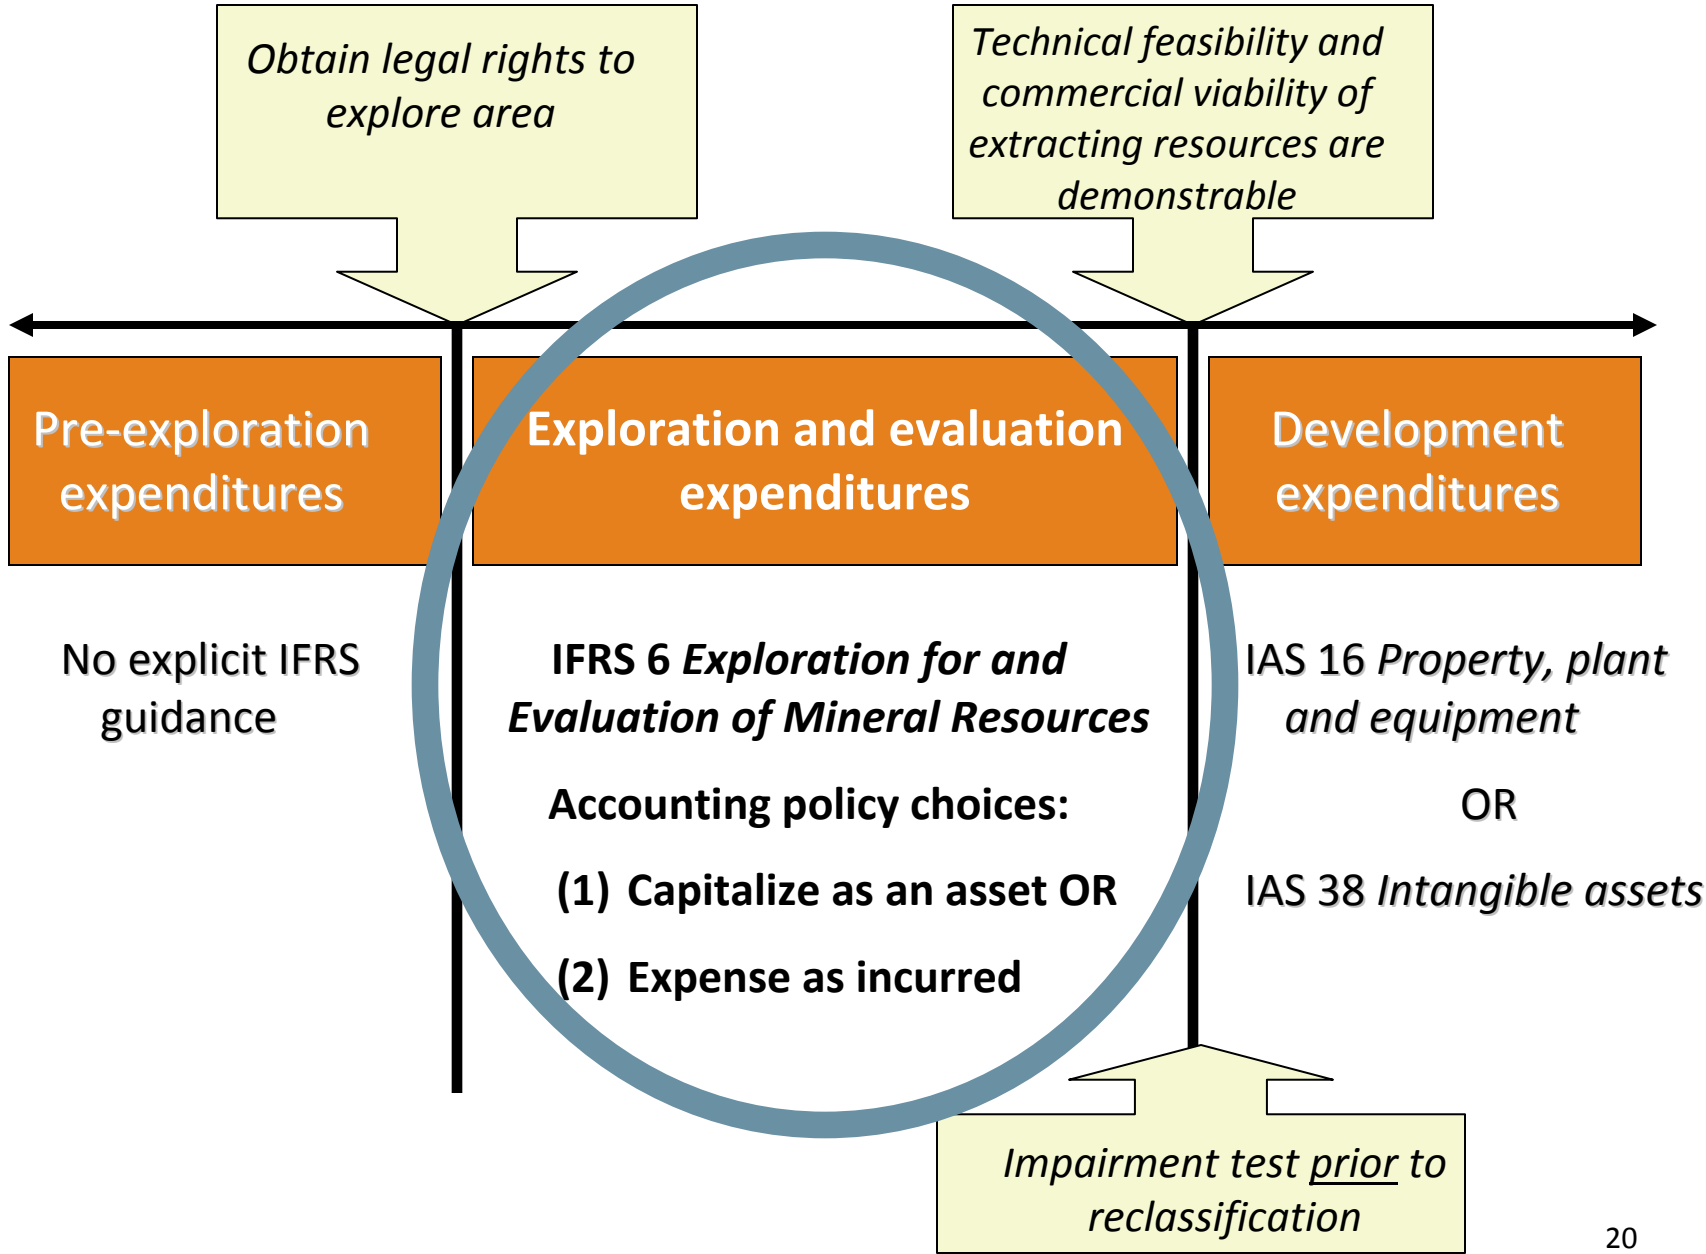 Obtain legal rights to
explore area
Technical feasibility and
commercial viability of
extracting resources are
demonstrable
Pre-exploration
expenditures
Exploration and evaluation
expenditures
Development
expenditures
No explicit IFRS
guidance
IFRS 6 Exploration for and
Evaluation of Mineral Resources
Accounting policy choices:
(1) Capitalize as an asset OR
(2) Expense as incurred
IAS 16 Property, plant
and equipment
OR
IAS 38 Intangible assets
Impairment test prior to
reclassification
20